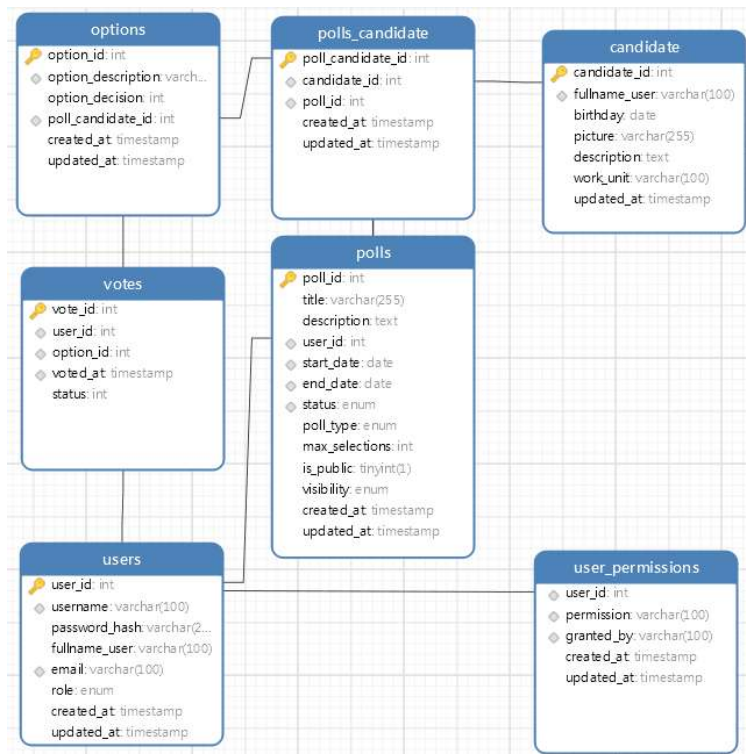 options
option_id: int
option_description: varch...
option_decision: int
poll_candidate_id: int
created_at: timestamp
updated_at: timestamp
polls_candidate
poll_candidate_id: int
candidate_id: int
poll_id: int
created_at: timestamp
updated_at: timestamp
candidate
candidate_id: int
fullname_user: varchar(100)
birthday: date
picture: varchar(255)
description: text
work_unit: varchar(100)
updated_at: timestamp
votes
vote_id: int
user_id: int
option_id: int
voted_at: timestamp
status: int
polls
poll_id: int
title: varchar(255)
description: text
user_id: int
start_date: date
end_date: date
status: enum
poll_type: enum
max_selections: int
is_public: tinyint(1)
visibility: enum
created_at: timestamp
updated_at: timestamp
users
user_id: int
username: varchar(100)
password_hash: varchar(2...
fullname_user: varchar(100)
email: varchar(100)
role: enum
created_at: timestamp
updated_at: timestamp
user_permissions
user_id: int
permission: varchar(100)
granted_by: varchar(100)
created_at: timestamp
updated_at: timestamp